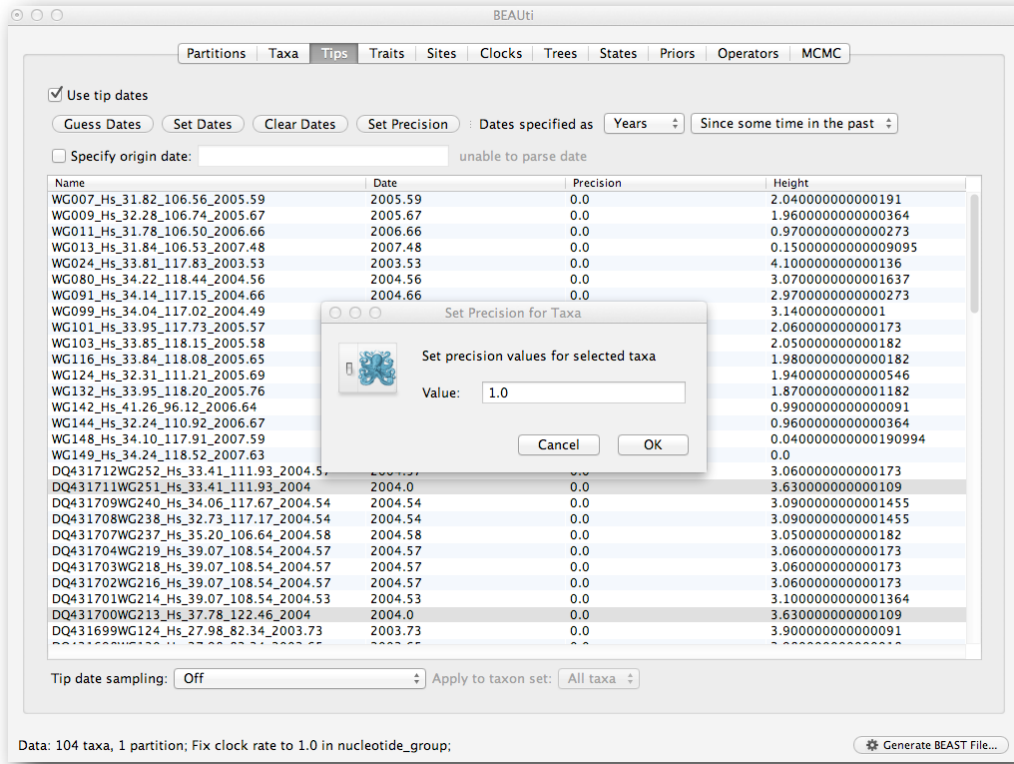 BEAUti
Partitions Taxa Tips Traits Sites Clocks Trees States Priors Operators MCMC
Use tip dates
Guess Dates Set Dates Clear Dates Set Precision Dates specified as Years Since some time in the past
Specify origin date: unable to parse date
Name Date Precision Height
WG007_Hs_31.82_106.56_2005.59 2005.59 0.0 2.040000000000191
WG009_Hs_32.28_106.74_2005.67 2005.67 0.0 1.9600000000000364
WG011_Hs_31.78_106.50_2006.66 2006.66 0.0 0.9700000000000273
WG013_Hs_31.84_106.53_2007.48 2007.48 0.0 0.15000000000009095
WG024_Hs_33.81_117.83_2003.53 2003.53 0.0 4.100000000000136
WG080_Hs_34.22_118.44_2004.56 2004.56 0.0 3.0700000000001637
WG091_Hs_34.14_117.15_2004.66 2004.66 0.0 2.9700000000000273
WG099_Hs_34.04_117.02_2004.49 3.1400000000001
WG101_Hs_33.95_117.73_2005.57 2.060000000000173
WG103_Hs_33.85_118.15_2005.58 2.050000000000182
WG116_Hs_33.84_118.08_2005.65 1.980000000000182
WG124_Hs_32.31_111.21_2005.69 1.9400000000000546
WG132_Hs_33.95_118.20_2005.76 1.8700000000001182
WG142_Hs_41.26_96.12_2006.64 0.990000000000091
WG144_Hs_32.24_110.92_2006.67 0.9600000000000364
WG148_Hs_34.10_117.91_2007.59 0.040000000000190994
WG149_Hs_34.24_118.52_2007.63 0.0
Set Precision for Taxa
Set precision values for selected taxa
Value: 1.0
Cancel OK
DQ431712WG252_Hs_33.41_111.93_2004.57 2004.57 0.0 3.060000000000173
DQ431711WG251_Hs_33.41_111.93_2004 2004.0 0.0 3.630000000000109
DQ431709WG240_Hs_34.06_117.67_2004.54 2004.54 0.0 3.0900000000001455
DQ431708WG238_Hs_32.73_117.17_2004.54 2004.54 0.0 3.0900000000001455
DQ431707WG237_Hs_35.20_106.64_2004.58 2004.58 0.0 3.050000000000182
DQ431704WG219_Hs_39.07_108.54_2004.57 2004.57 0.0 3.060000000000173
DQ431703WG218_Hs_39.07_108.54_2004.57 2004.57 0.0 3.060000000000173
DQ431702WG216_Hs_39.07_108.54_2004.57 2004.57 0.0 3.060000000000173
DQ431701WG214_Hs_39.07_108.54_2004.53 2004.53 0.0 3.1000000000001364
DQ431700WG213_Hs_37.78_122.46_2004 2004.0 0.0 3.630000000000109
DQ431699WG124_Hs_27.98_82.34_2003.73 2003.73 0.0 3.900000000000091
Tip date sampling: Off Apply to taxon set: All taxa
Data: 104 taxa, 1 partition; Fix clock rate to 1.0 in nucleotide_group;
Generate BEAST File...